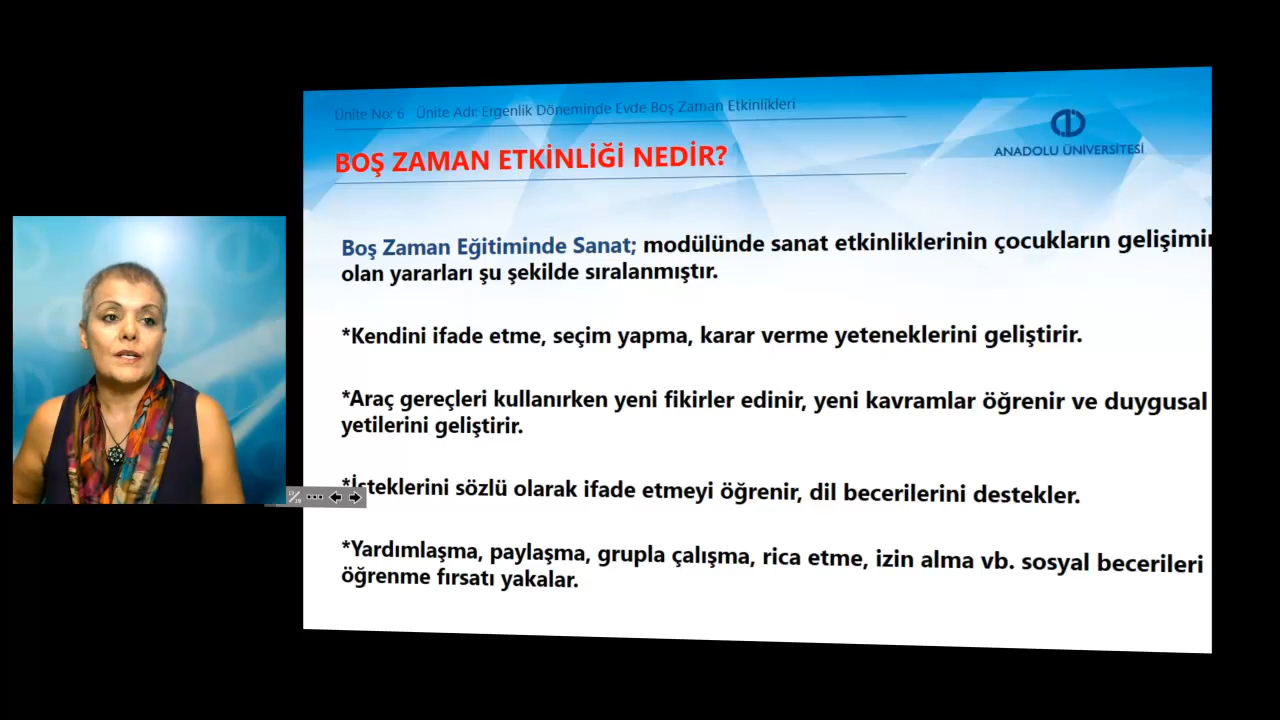 Ünite No: 6 Ünite Adı: Ergenlik Döneminde Evde Boş Zaman Etkinlikleri
ANADOLU ÜNİVERSİTESİ
BOŞ ZAMAN ETKİNLİĞİ NEDİR?
Boş Zaman Eğitiminde Sanat; modülünde sanat etkinliklerinin çocukların gelişimin
olan yararları şu şekilde sıralanmıştır.
*Kendini ifade etme, seçim yapma, karar verme yeteneklerini geliştirir.
*Araç gereçleri kullanırken yeni fikirler edinir, yeni kavramlar öğrenir ve duygusal
yetilerini geliştirir.
*İsteklerini sözlü olarak ifade etmeyi öğrenir, dil becerilerini destekler.
*Yardımlaşma, paylaşma, grupla çalışma, rica etme, izin alma vb. sosyal becerileri
öğrenme fırsatı yakalar.